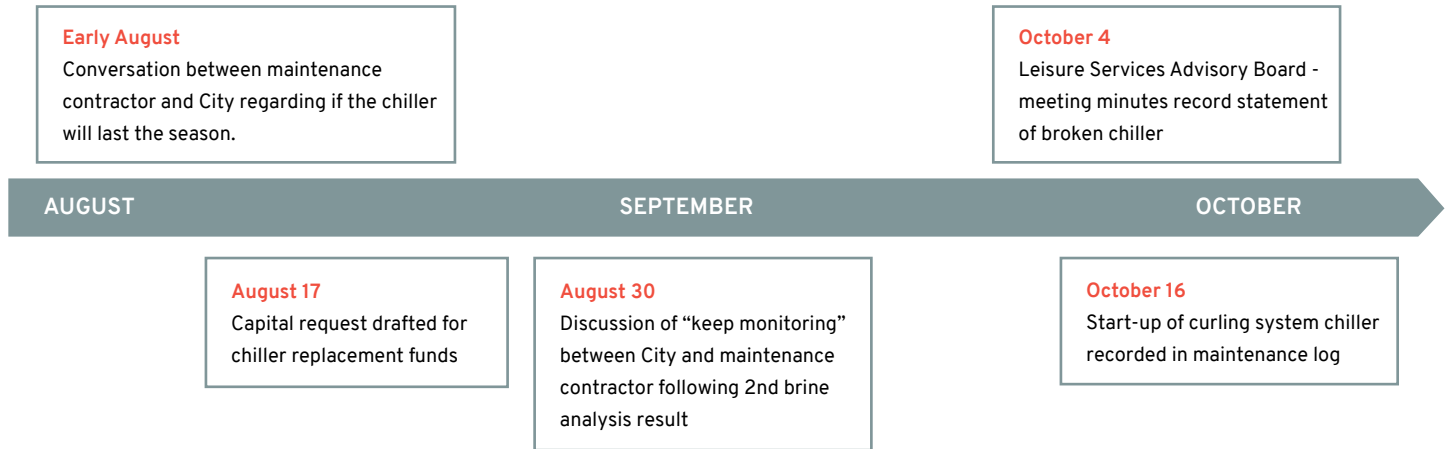 Early August
Conversation between maintenance
contractor and City regarding if the chiller
will last the season.
October 4
Leisure Services Advisory Board -
meeting minutes record statement
of broken chiller
AUGUST
SEPTEMBER
OCTOBER
August 17
Capital request drafted for
chiller replacement funds
August 30
Discussion of “keep monitoring”
between City and maintenance
contractor following 2nd brine
analysis result
October 16
Start-up of curling system chiller
recorded in maintenance log